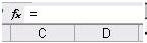 fx =
C D